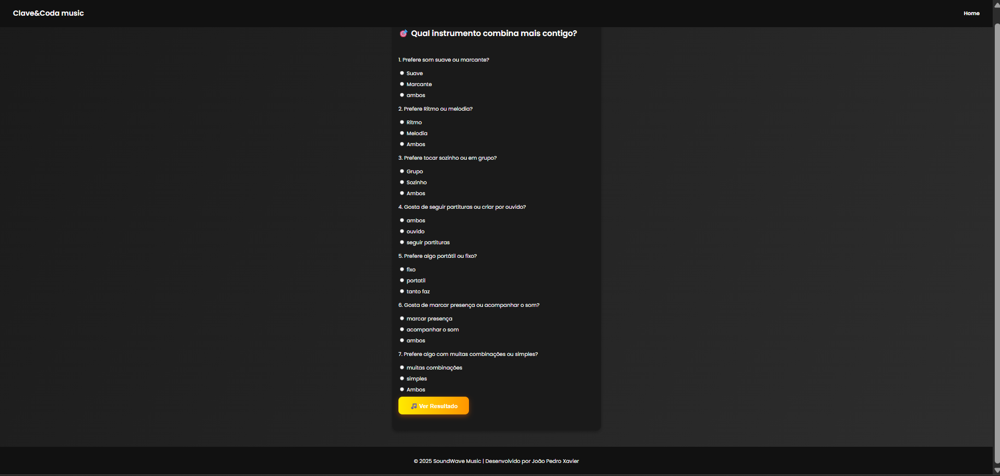 Clave&Coda music
Home
🎯 Qual instrumento combina mais contigo?
1. Prefere som suave ou marcante?
Suave
Marcante
ambos
2. Prefere Ritmo ou melodia?
Ritmo
Melodia
Ambos
3. Prefere tocar sozinho ou em grupo?
Grupo
Sozinho
Ambos
4. Gosta de seguir partituras ou criar por ouvido?
ambos
ouvido
seguir partituras
5. Prefere algo portátil ou fixo?
fixo
portatil
tanto faz
6. Gosta de marcar presença ou acompanhar o som?
marcar presença
acompanhar o som
ambos
7. Prefere algo com muitas combinações ou simples?
muitas combinações
simples
Ambos
🎵 Ver Resultado
© 2025 SoundWave Music | Desenvolvido por João Pedro Xavier